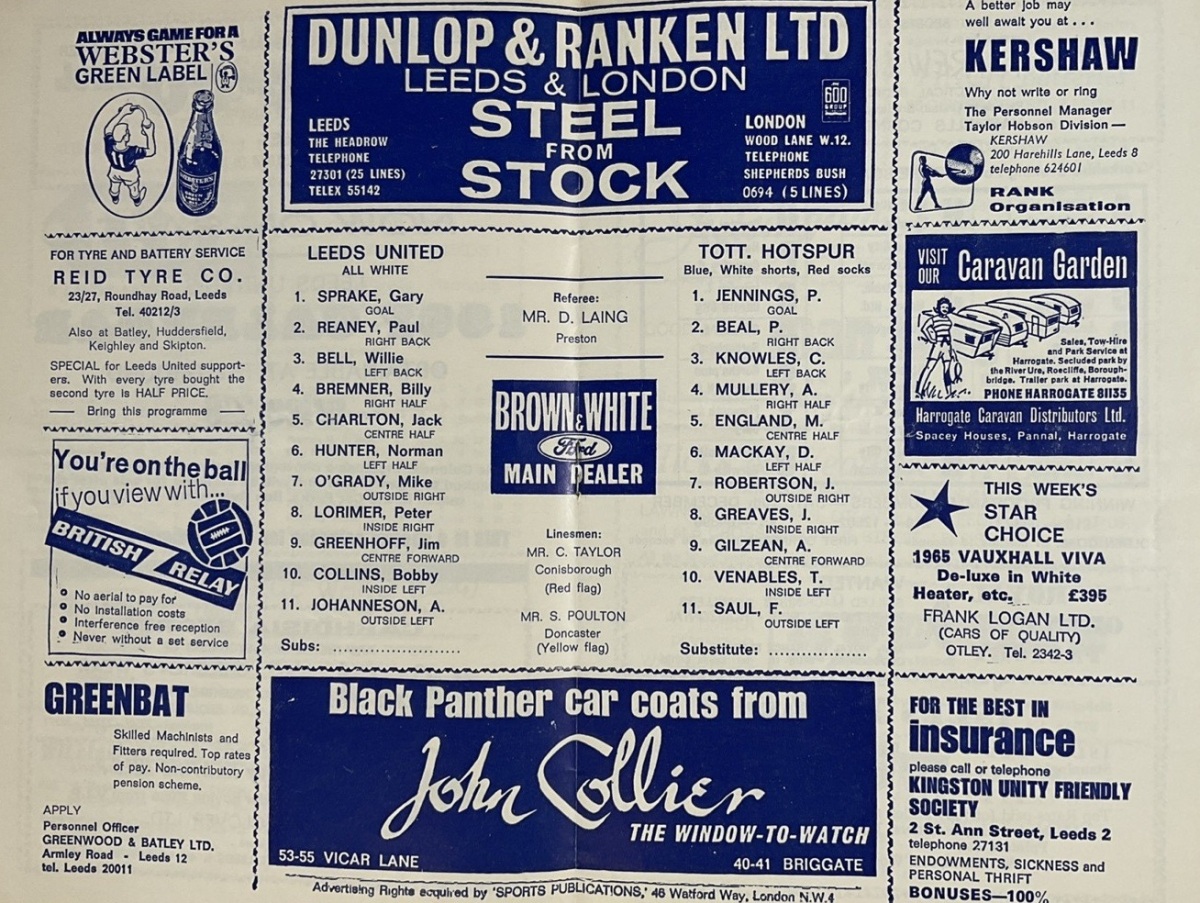 ALWAYS GAME FOR A
WEBSTER'S
GREEN LABEL
FOR TYRE AND BATTERY SERVICE
REID TYRE CO.
23/27, Roundhay Road, Leeds
Tel. 40212/3
Also at Batley, Huddersfield,
Keighley and Skipton.
SPECIAL for Leeds United support-
ers. With every tyre bought the
second tyre is HALF PRICE.
— Bring this programme —
You're on the ball
if you view with...
BRITISH
RELAY
No aerial to pay for
No Installation costs
Interference free reception
Never without a set service
GREENBAT
Skilled Machinists and
Fitters required. Top rates
of pay. Non-contributory
pension scheme.
APPLY
Personnel Officer
GREENWOOD & BATLEY LTD.
Armley Road - Leeds 12
tel. Leeds 20011
DUNLOP & RANKEN LTD
LEEDS & LONDON
STEEL
FROM
STOCK
LEEDS
THE HEADROW
TELEPHONE
27301 (25 LINES)
TELEX 55142
600
GROUP
LONDON
WOOD LANE W.12.
TELEPHONE
SHEPHERDS BUSH
0694 (5 LINES)
LEEDS UNITED
ALL WHITE
1. SPRAKE, Gary
GOAL
2. REANEY, Paul
RIGHT BACK
3. BELL, Willie
LEFT BACK
4. BREMNER, Billy
RIGHT HALF
5. CHARLTON, Jack
CENTRE HALF
6. HUNTER, Norman
LEFT HALF
7. O'GRADY, Mike
OUTSIDE RIGHT
8. LORIMER, Peter
INSIDE RIGHT
9. GREENHOFF, Jim
CENTRE FORWARD
10. COLLINS, Bobby
INSIDE LEFT
11. JOHANNESON, A.
OUTSIDE LEFT
Subs: ........................
Referee:
MR. D. LAING
Preston
BROWN & WHITE
Ford
MAIN DEALER
Linesmen:
MR. C. TAYLOR
Conisborough
(Red flag)
MR. S. POULTON
Doncaster
(Yellow flag)
TOTT. HOTSPUR
Blue, White shorts, Red socks
1. JENNINGS, P.
GOAL
2. BEAL, P.
RIGHT BACK
3. KNOWLES, C.
LEFT BACK
4. MULLERY, A.
RIGHT HALF
5. ENGLAND, M.
CENTRE HALF
6. MACKAY, D.
LEFT HALF
7. ROBERTSON, J.
OUTSIDE RIGHT
8. GREAVES, J.
INSIDE RIGHT
9. GILZEAN, A.
CENTRE FORWARD
10. VENABLES, T.
INSIDE LEFT
11. SAUL, F.
OUTSIDE LEFT
Substitute: ..................
Black Panther car coats from
John Collier
THE WINDOW-TO-WATCH
53-55 VICAR LANE
40-41 BRIGGATE
Advertising Rights acquired by 'SPORTS PUBLICATIONS,' 46 Watford Way, London N.W.4
A better job may
well await you at . . .
KERSHAW
Why not write or ring
The Personnel Manager
Taylor Hobson Division —
KERSHAW
200 Harehills Lane, Leeds 8
telephone 624601
RANK
Organisation
VISIT
OUR
Caravan Garden
Sales, Tow-Hire
and Park Service at
Harrogate. Secluded park by
the River Ure, Roecliffe, Borough-
bridge. Trailer park at Harrogate.
PHONE HARROGATE 81135
Harrogate Caravan Distributors Ltd.
Spacey Houses, Pannal, Harrogate
THIS WEEK'S
STAR
CHOICE
1965 VAUXHALL VIVA
De-luxe in White
Heater, etc. £395
FRANK LOGAN LTD.
(CARS OF QUALITY)
OTLEY. Tel. 2342-3
FOR THE BEST IN
insurance
please call or telephone
KINGSTON UNITY FRIENDLY
SOCIETY
2 St. Ann Street, Leeds 2
telephone 27131
ENDOWMENTS, SICKNESS and
PERSONAL THRIFT
BONUSES—100%